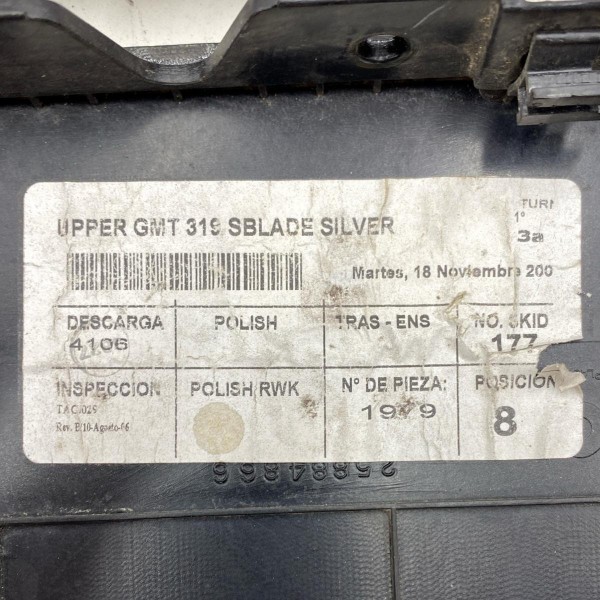 UPPER GMT 319 SBLADE SILVER
TURN
1°
3a
Martes, 18 Noviembre 200
DESCARGA POLISH TRAS - ENS NO. SKID
4106 177
INSPECCION POLISH/RWK N° DE PIEZA: POSICIÓN
TAC-029 1979 8
Rev. B/10-Agosto-06
25884866